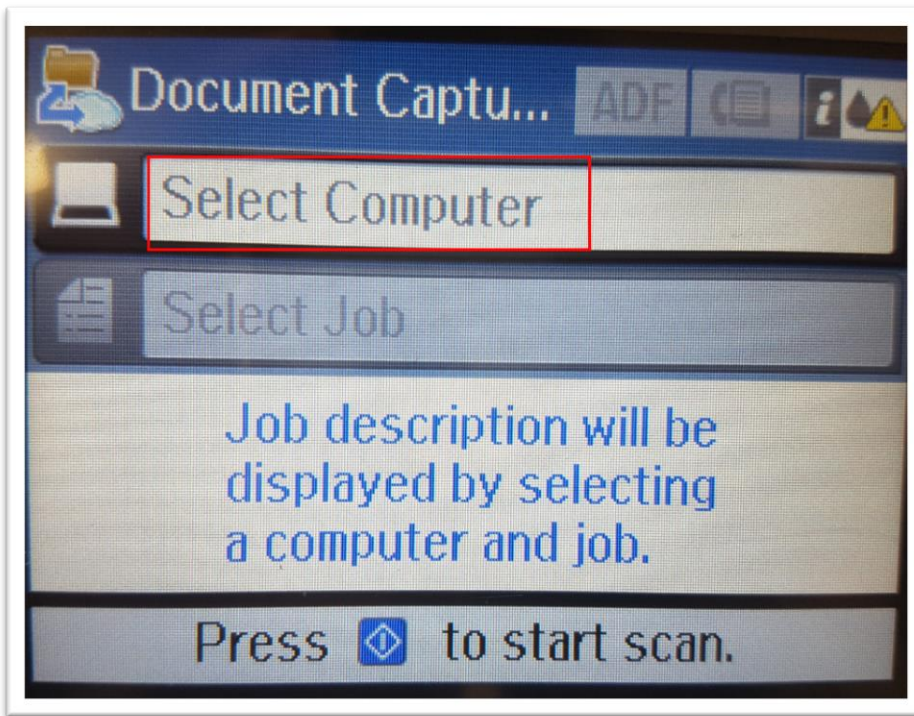 Document Captu...
ADF
i
Select Computer
Select Job
Job description will be
displayed by selecting
a computer and job.
Press to start scan.